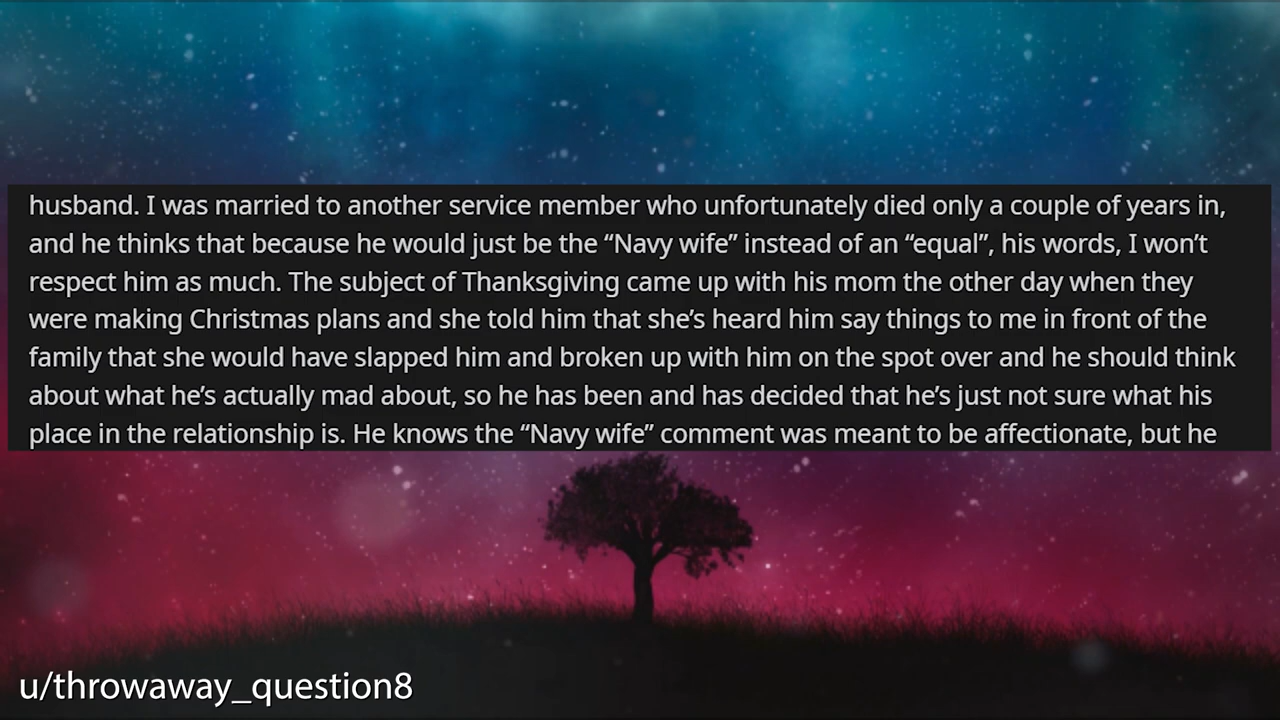 husband. I was married to another service member who unfortunately died only a couple of years in,
and he thinks that because he would just be the “Navy wife” instead of an “equal”, his words, I won’t
respect him as much. The subject of Thanksgiving came up with his mom the other day when they
were making Christmas plans and she told him that she’s heard him say things to me in front of the
family that she would have slapped him and broken up with him on the spot over and he should think
about what he’s actually mad about, so he has been and has decided that he’s just not sure what his
place in the relationship is. He knows the “Navy wife” comment was meant to be affectionate, but he
u/throwaway_question8